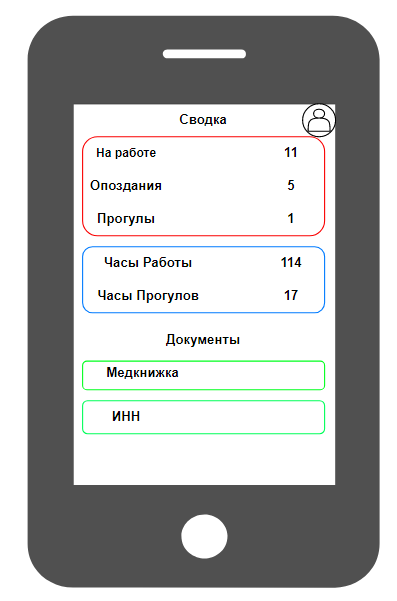 Сводка
На работе 11
Опоздания 5
Прогулы 1
Часы Работы 114
Часы Прогулов 17
Документы
Медкнижка
ИНН